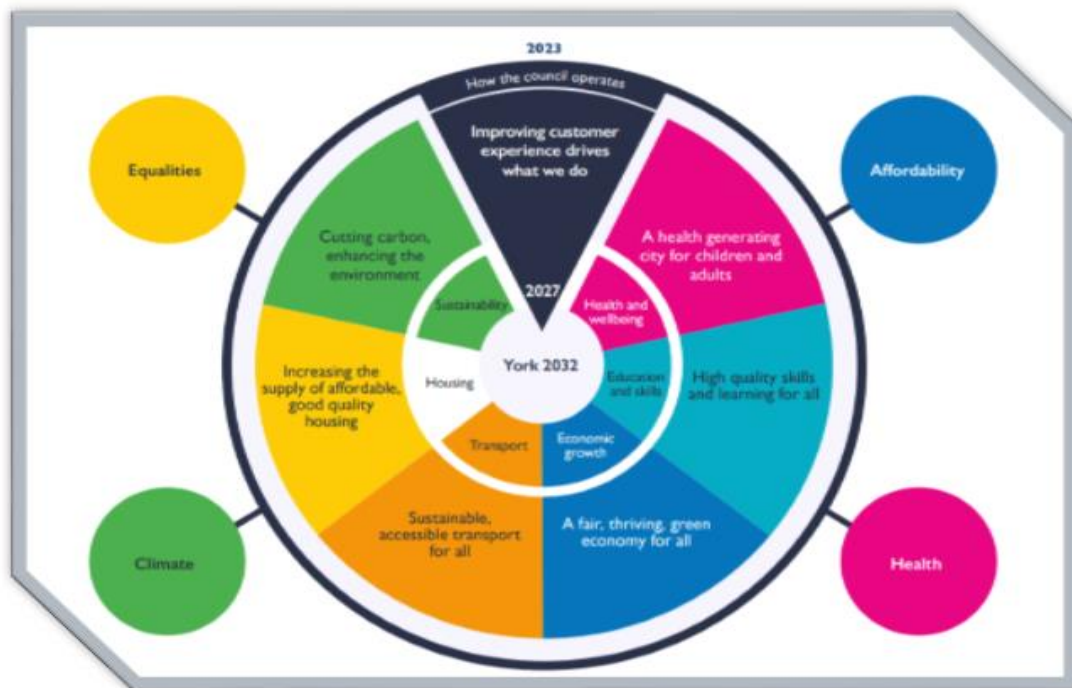 2023
How the council operates
Improving customer
experience drives
what we do
2027
York 2032
Equalities
Affordability
Climate
Health
Cutting carbon,
enhancing the
environment
Sustainability
A health generating
city for children and
adults
Health and
wellbeing
Increasing the
supply of affordable,
good quality
housing
Housing
Education
and skills
High quality skills
and learning for all
Transport
Economic
growth
Sustainable,
accessible transport
for all
A fair, thriving, green
economy for all